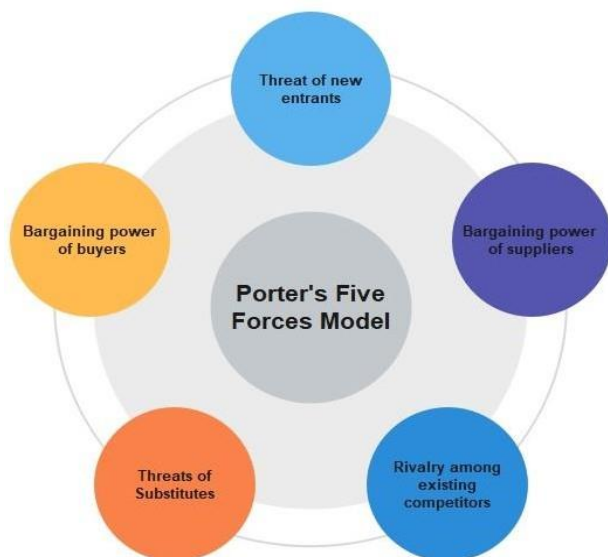 Threat of new
entrants
Bargaining power
of buyers
Bargaining power
of suppliers
Porter's Five
Forces Model
Threats of
Substitutes
Rivalry among
existing
competitors